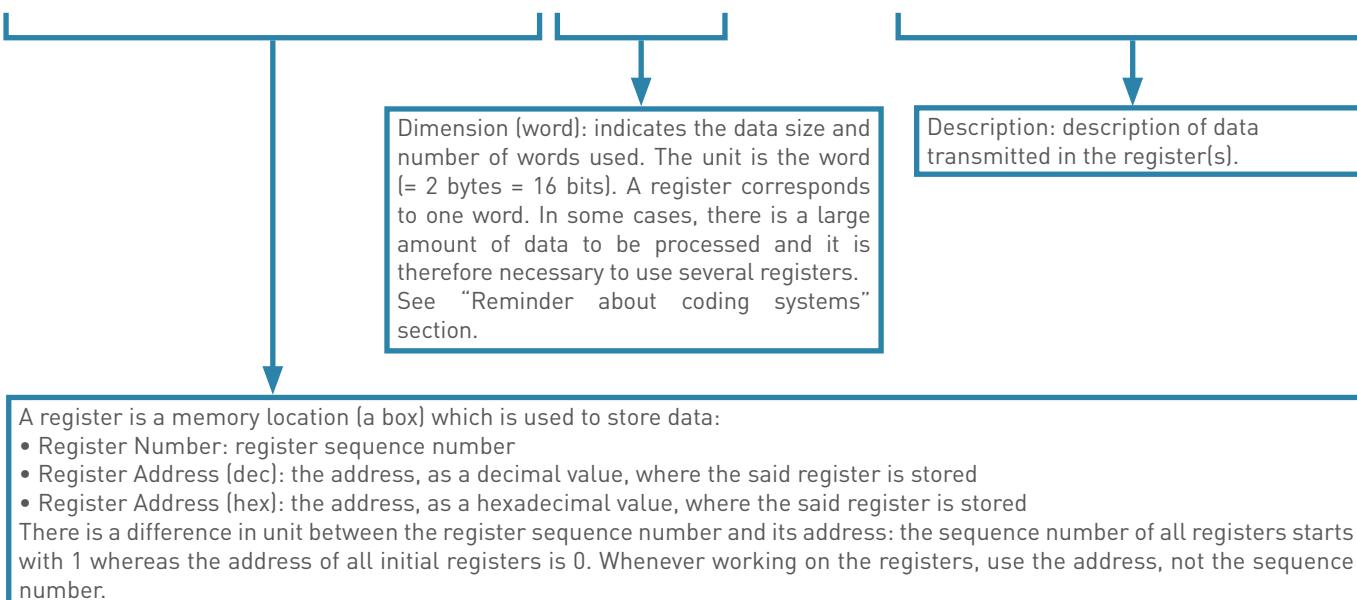 Dimension (word): indicates the data size and
number of words used. The unit is the word
(= 2 bytes = 16 bits). A register corresponds
to one word. In some cases, there is a large
amount of data to be processed and it is
therefore necessary to use several registers.
See “Reminder about coding systems”
section.
Description: description of data
transmitted in the register(s).
A register is a memory location (a box) which is used to store data:
• Register Number: register sequence number
• Register Address (dec): the address, as a decimal value, where the said register is stored
• Register Address (hex): the address, as a hexadecimal value, where the said register is stored
There is a difference in unit between the register sequence number and its address: the sequence number of all registers starts
with 1 whereas the address of all initial registers is 0. Whenever working on the registers, use the address, not the sequence
number.